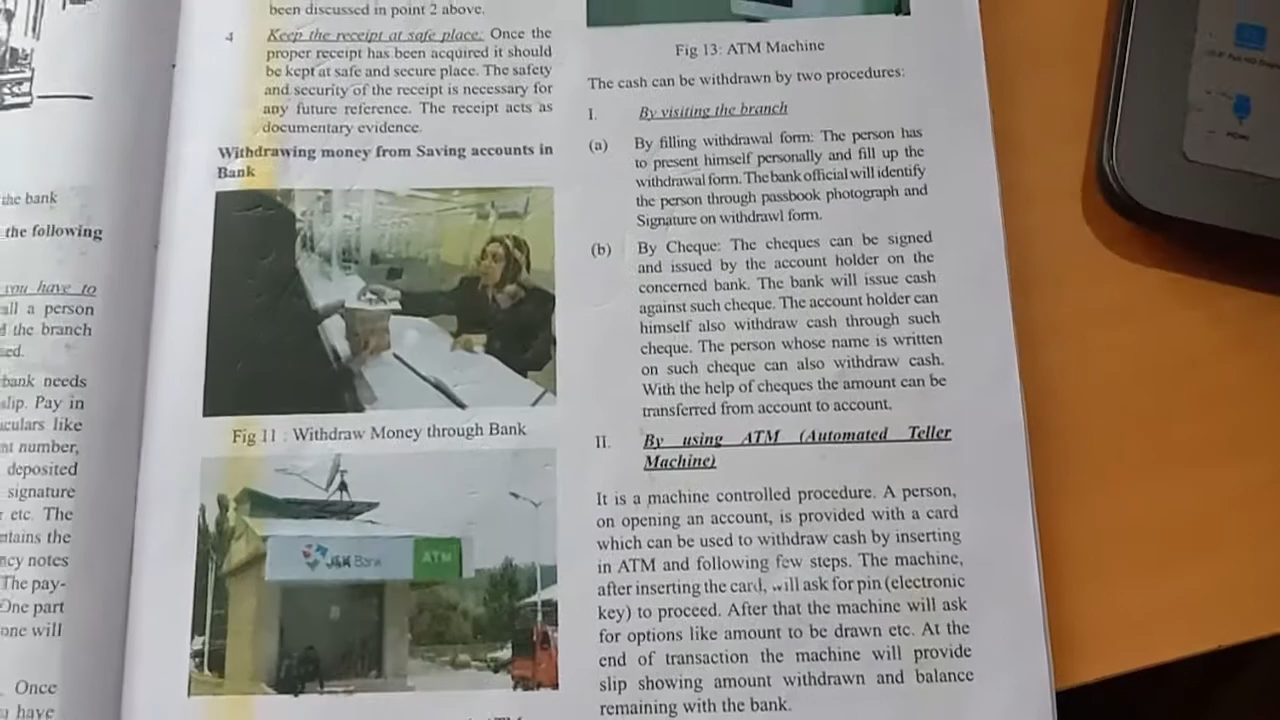 the bank
the following
you have to
all a person
the branch
bank needs
slip. Pay in
number,
deposited
signature
etc. The
notes
The pay-
One part
one will
Once
have
been discussed in point 2 above.
4 Keep the receipt at safe place: Once the
proper receipt has been acquired it should
be kept at safe and secure place. The safety
and security of the receipt is necessary for
any future reference. The receipt acts as
documentary evidence.
Withdrawing money from Saving accounts in
Bank
Fig 11 : Withdraw Money through Bank
J&K Bank ATM
Fig 13: ATM Machine
The cash can be withdrawn by two procedures:
I. By visiting the branch
(a) By filling withdrawal form: The person has
to present himself personally and fill up the
withdrawal form. The bank official will identify
the person through passbook photograph and
Signature on withdrawl form.
(b) By Cheque: The cheques can be signed
and issued by the account holder on the
concerned bank. The bank will issue cash
against such cheque. The account holder can
himself also withdraw cash through such
cheque. The person whose name is written
on such cheque can also withdraw cash.
With the help of cheques the amount can be
transferred from account to account.
II. By using ATM (Automated Teller
Machine)
It is a machine controlled procedure. A person,
on opening an account, is provided with a card
which can be used to withdraw cash by inserting
in ATM and following few steps. The machine,
after inserting the card, will ask for pin (electronic
key) to proceed. After that the machine will ask
for options like amount to be drawn etc. At the
end of transaction the machine will provide
slip showing amount withdrawn and balance
remaining with the bank.